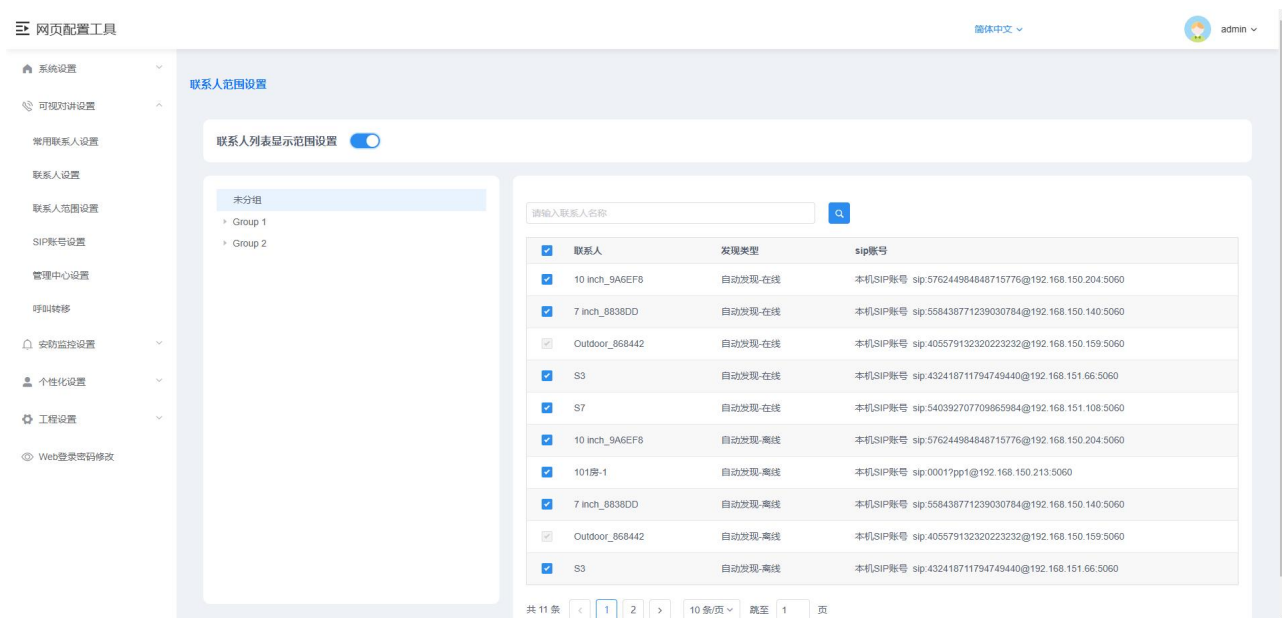 网页配置工具
简体中文
admin
系统设置
可视对讲设置
常用联系人设置
联系人设置
联系人范围设置
SIP账号设置
管理中心设置
呼叫转移
安防监控设置
个性化设置
工程设置
Web登录密码修改
联系人范围设置
联系人列表显示范围设置
未分组
Group 1
Group 2
请输入联系人名称
联系人 发现类型 sip账号
10 inch_9A6EF8 自动发现-在线 本机SIP账号 sip:576244984848715776@192.168.150.204:5060
7 inch_8838DD 自动发现-在线 本机SIP账号 sip:558438771239030784@192.168.150.140:5060
Outdoor_868442 自动发现-在线 本机SIP账号 sip:405579132320223232@192.168.150.159:5060
S3 自动发现-在线 本机SIP账号 sip:432418711794749440@192.168.151.66:5060
S7 自动发现-在线 本机SIP账号 sip:540392707709865984@192.168.151.108:5060
10 inch_9A6EF8 自动发现-离线 本机SIP账号 sip:576244984848715776@192.168.150.204:5060
101房-1 自动发现-离线 本机SIP账号 sip:0001?pp1@192.168.150.213:5060
7 inch_8838DD 自动发现-离线 本机SIP账号 sip:558438771239030784@192.168.150.140:5060
Outdoor_868442 自动发现-离线 本机SIP账号 sip:405579132320223232@192.168.150.159:5060
S3 自动发现-离线 本机SIP账号 sip:432418711794749440@192.168.151.66:5060
共 11 条 < 1 2 > 10 条/页 跳至 1 页